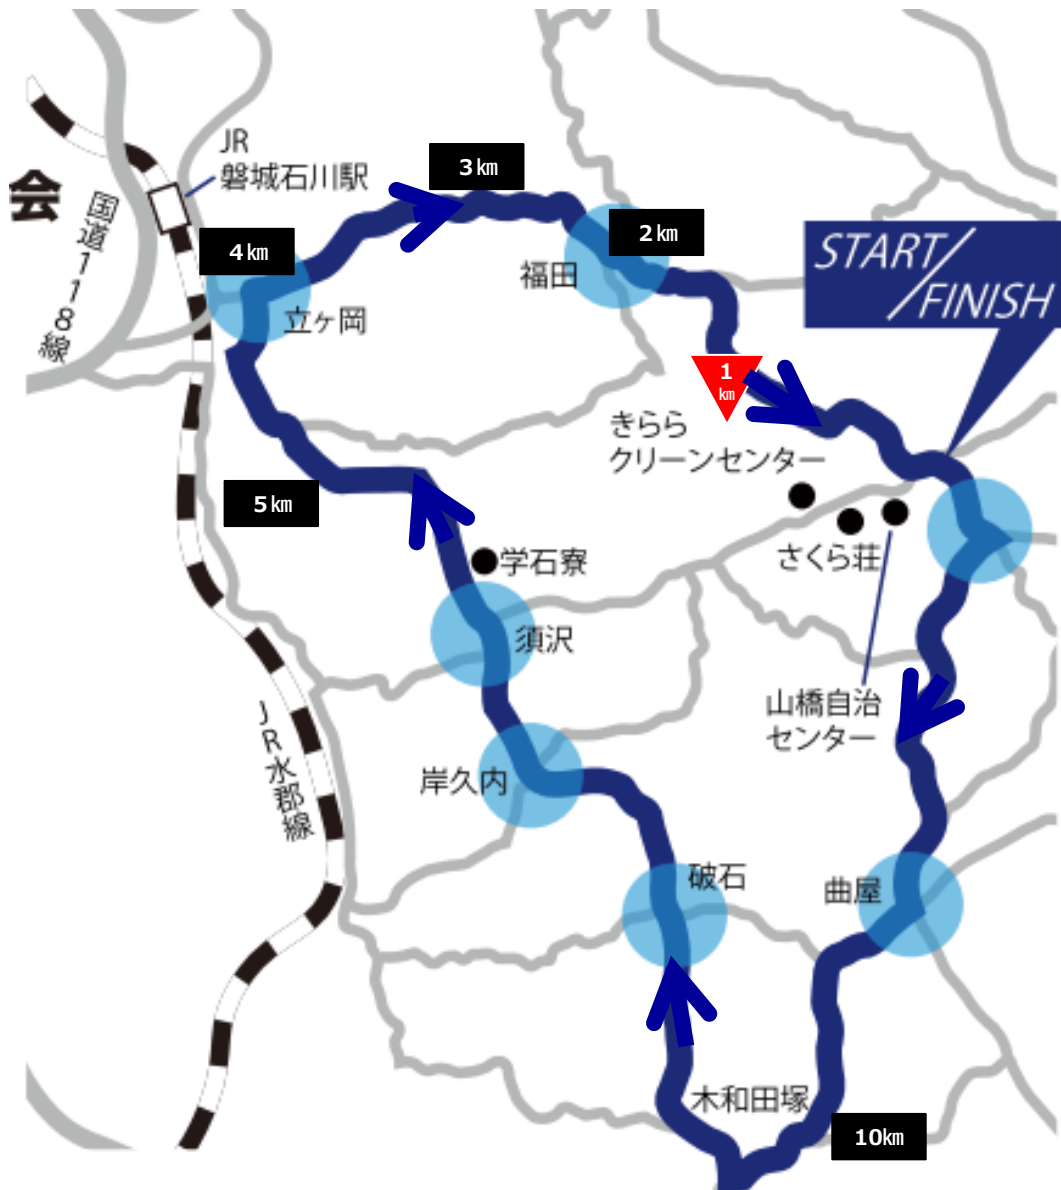 JR
磐城石川駅
会
国道118線
3km
4km
2km
福田
立ヶ岡
START/
FINISH
1
km
きらら
クリーンセンター
5km
さくら荘
学石寮
須沢
山橋自治
センター
JR水郡線
岸久内
破石
曲屋
木和田塚
10km